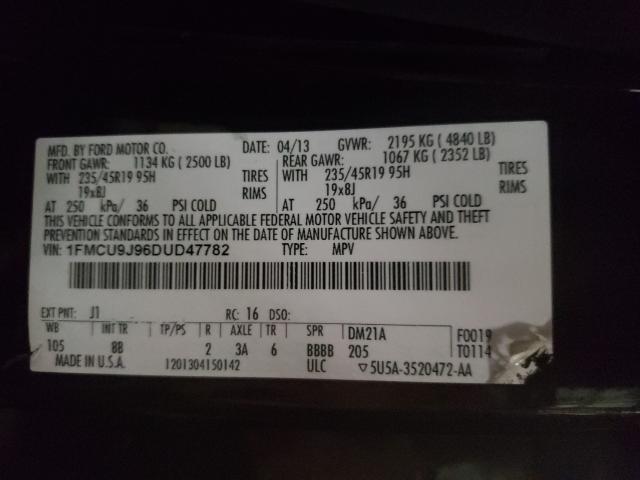 MFD. BY FORD MOTOR CO. DATE: 04/13 GVWR: 2195 KG ( 4840 LB)
FRONT GAWR: 1134 KG ( 2500 LB) REAR GAWR: 1067 KG ( 2352 LB)
WITH 235/45R19 95H TIRES WITH 235/45R19 95H TIRES
19x8J RIMS 19x8J RIMS
AT 250 kPa/ 36 PSI COLD AT 250 kPa/ 36 PSI COLD
THIS VEHICLE CONFORMS TO ALL APPLICABLE FEDERAL MOTOR VEHICLE SAFETY AND THEFT
PREVENTION STANDARDS IN EFFECT ON THE DATE OF MANUFACTURE SHOWN ABOVE.
VIN: 1FMCU9J96DUD47782 TYPE: MPV
EXT PNT: J1 RC: 16 DSO:
WB INT TR TP/PS R AXLE TR SPR DM21A F0019
105 8B 2 3A 6 BBBB 205 T0114
MADE IN U.S.A. 1201304150142 ULC ▽5U5A-3520472-AA